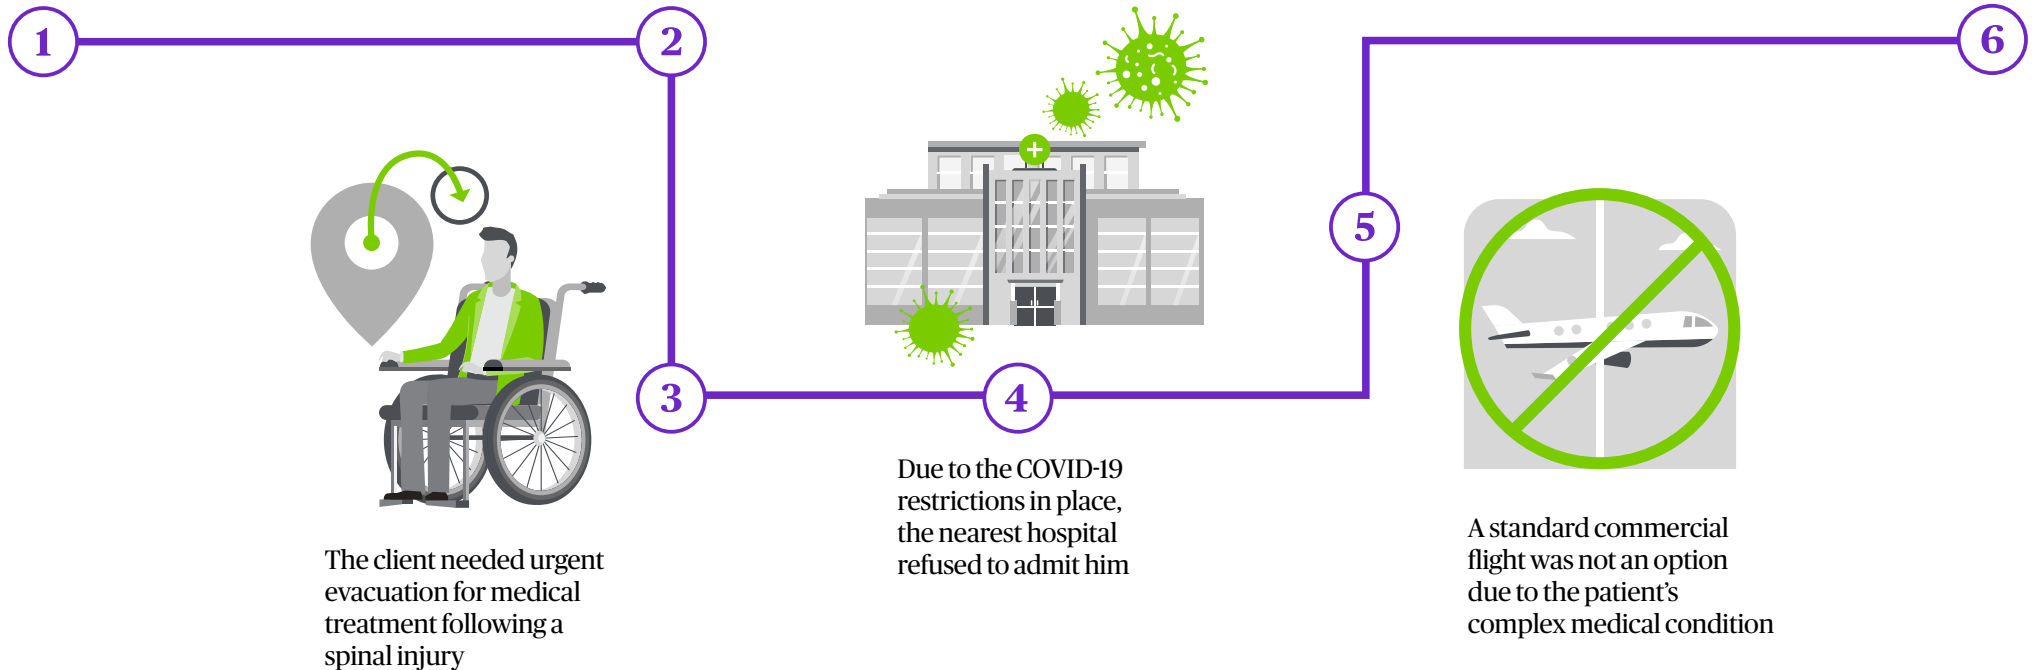 1
2
3
4
5
6
The client needed urgent
evacuation for medical
treatment following a
spinal injury
Due to the COVID-19
restrictions in place,
the nearest hospital
refused to admit him
A standard commercial
flight was not an option
due to the patient’s
complex medical condition